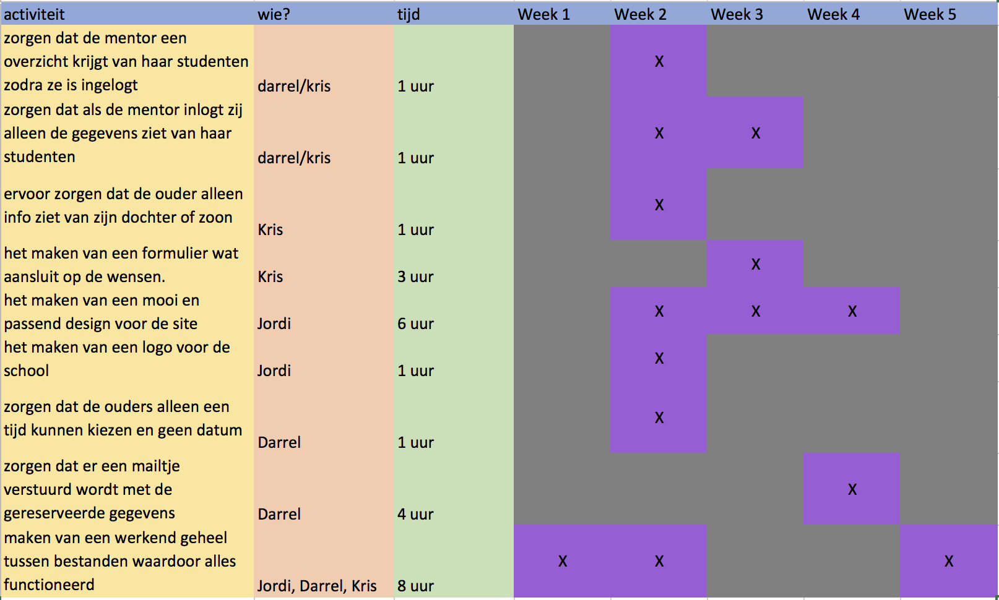 activiteit wie? tijd Week 1 Week 2 Week 3 Week 4 Week 5
zorgen dat de mentor een
overzicht krijgt van haar studenten X
zodra ze is ingelogt darrel/kris 1 uur
zorgen dat als de mentor inlogt zij
alleen de gegevens ziet van haar X X
studenten darrel/kris 1 uur
ervoor zorgen dat de ouder alleen X
info ziet van zijn dochter of zoon
Kris 1 uur
het maken van een formulier wat X
aansluit op de wensen. Kris 3 uur
het maken van een mooi en X X X
passend design voor de site Jordi 6 uur
het maken van een logo voor de X
school Jordi 1 uur
zorgen dat de ouders alleen een X
tijd kunnen kiezen en geen datum
Darrel 1 uur
zorgen dat er een mailtje
verstuurd wordt met de X
gereserveerde gegevens Darrel 4 uur
maken van een werkend geheel
tussen bestanden waardoor alles X X X
functioneerd Jordi, Darrel, Kris 8 uur